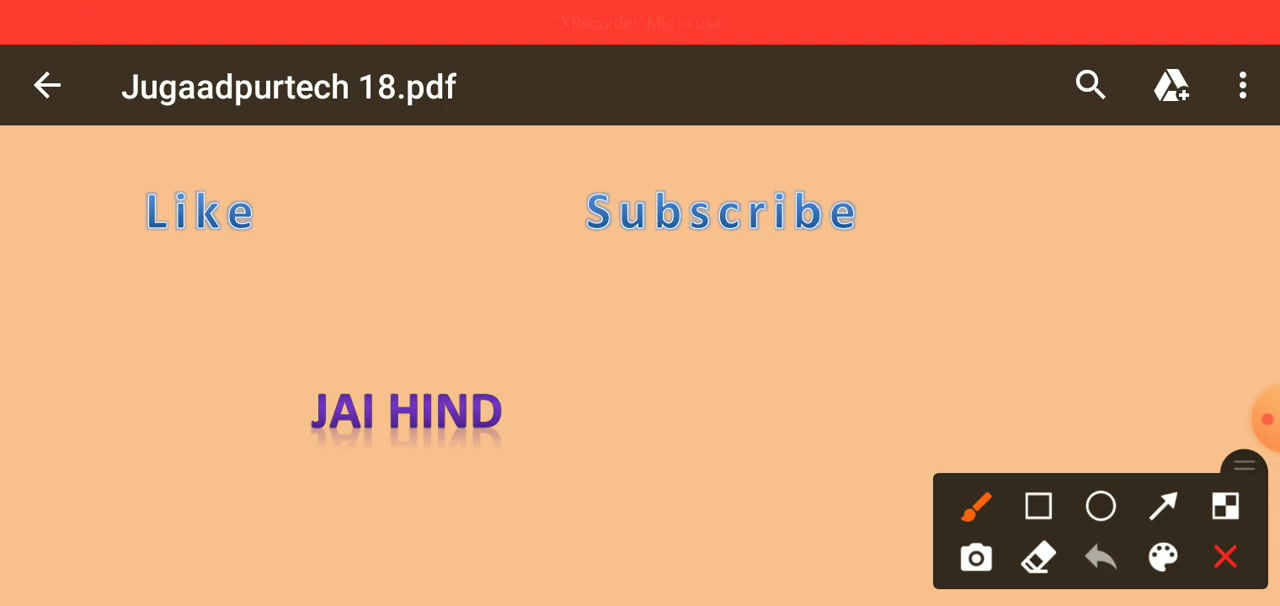 "XRecorder",Mic in use
Jugaadpurtech 18.pdf
Like Subscribe
JAI HIND